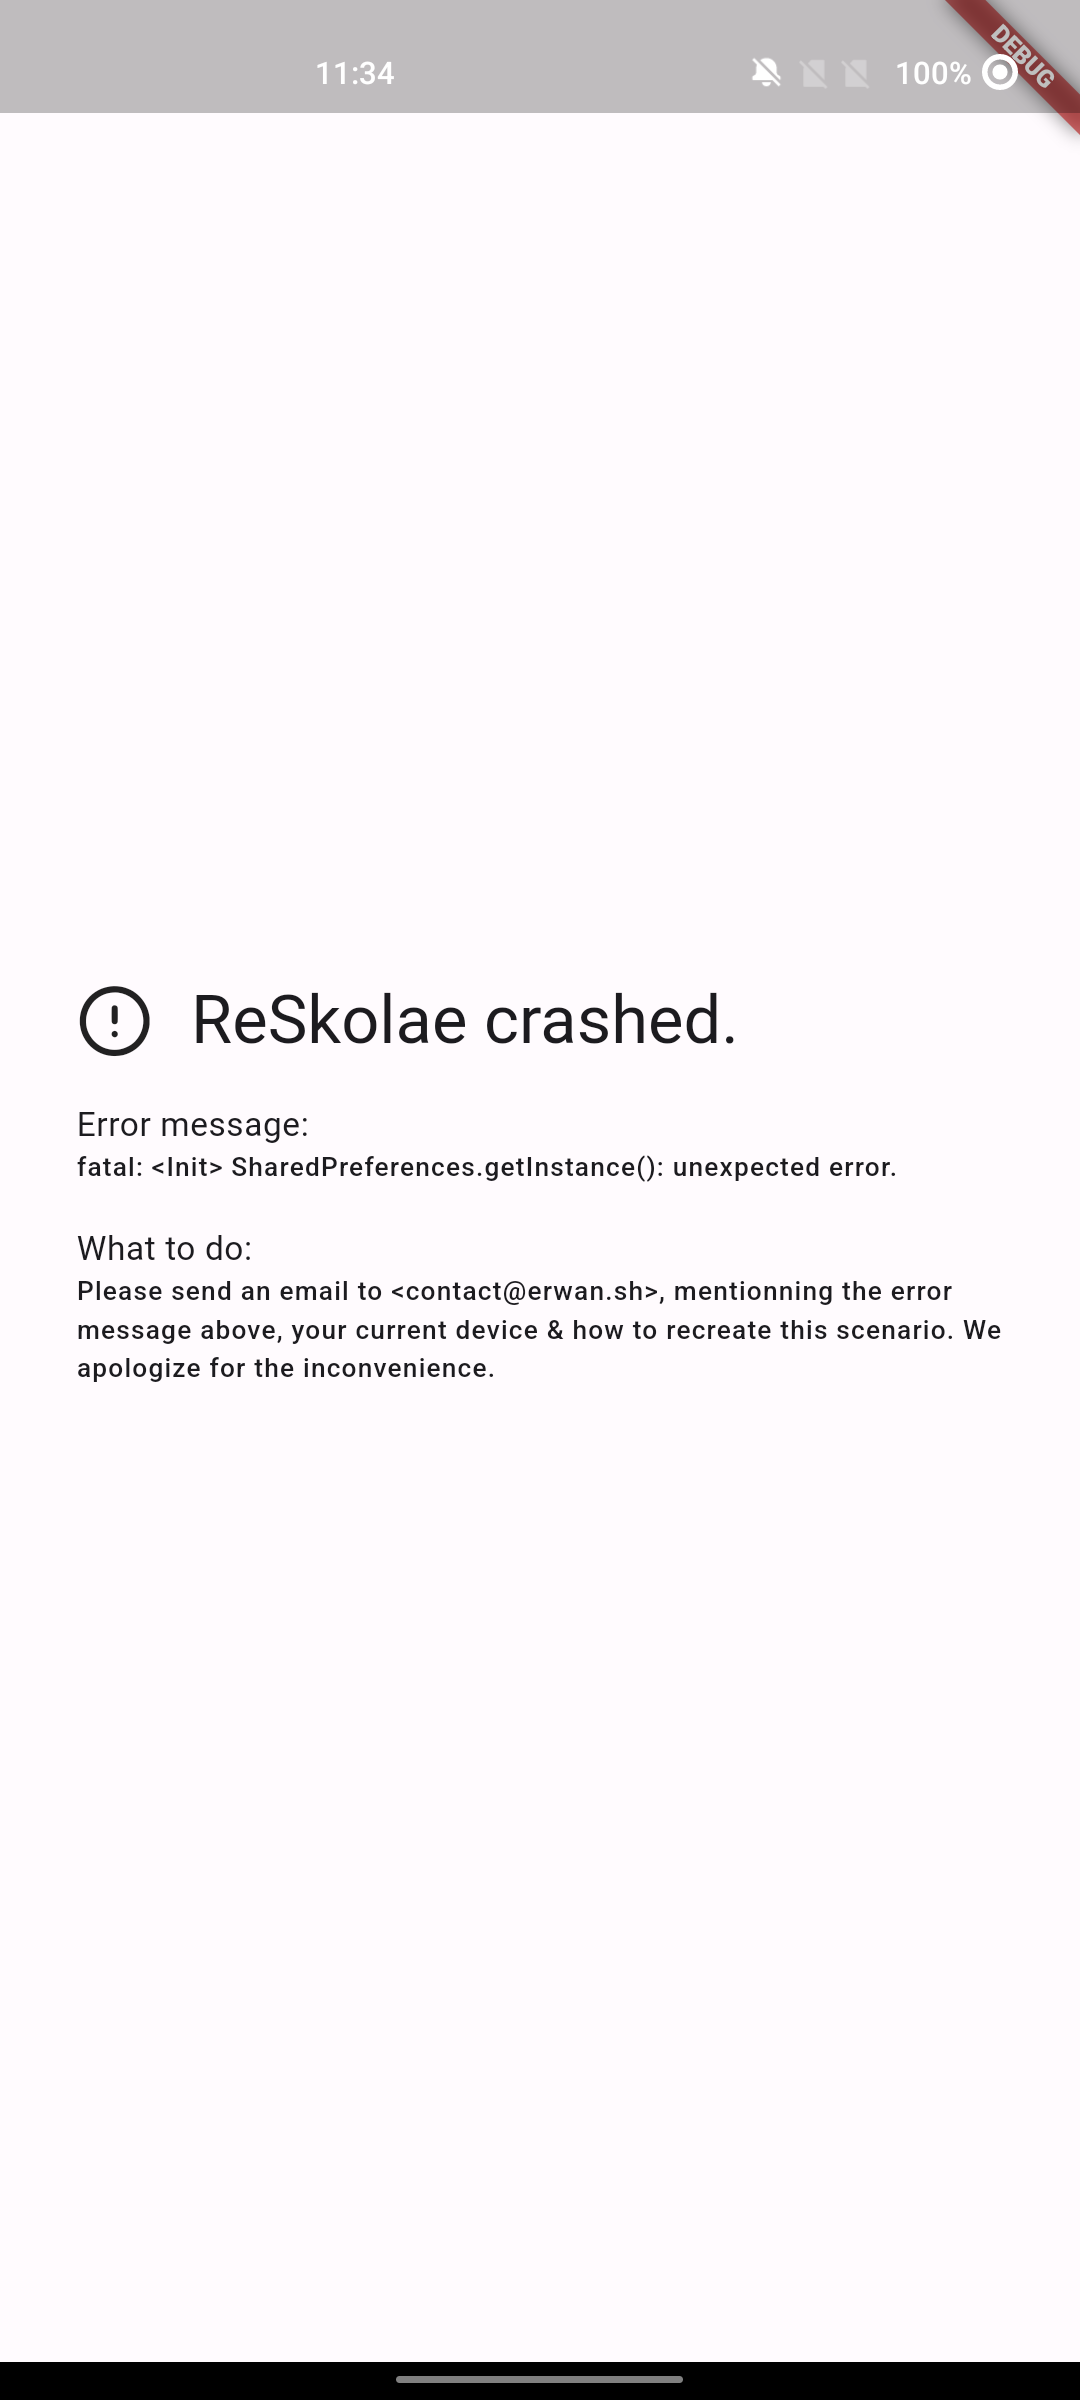 11:34
100%
DEBUG
ReSkolae crashed.
Error message:
fatal: <Init> SharedPreferences.getInstance(): unexpected error.
What to do:
Please send an email to <contact@erwan.sh>, mentionning the error
message above, your current device & how to recreate this scenario. We
apologize for the inconvenience.